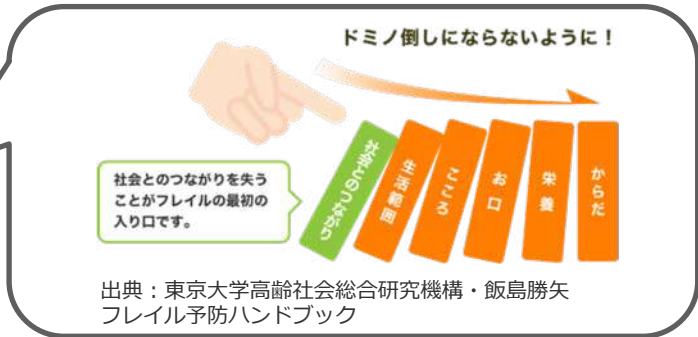 ドミノ倒しにならないように！
社会とのつながりを失う
ことがフレイルの最初の
入り口です。
社会とのつながり
生活範囲
こころ
お口
栄養
からだ
出典：東京大学高齢社会総合研究機構・飯島勝矢
フレイル予防ハンドブック